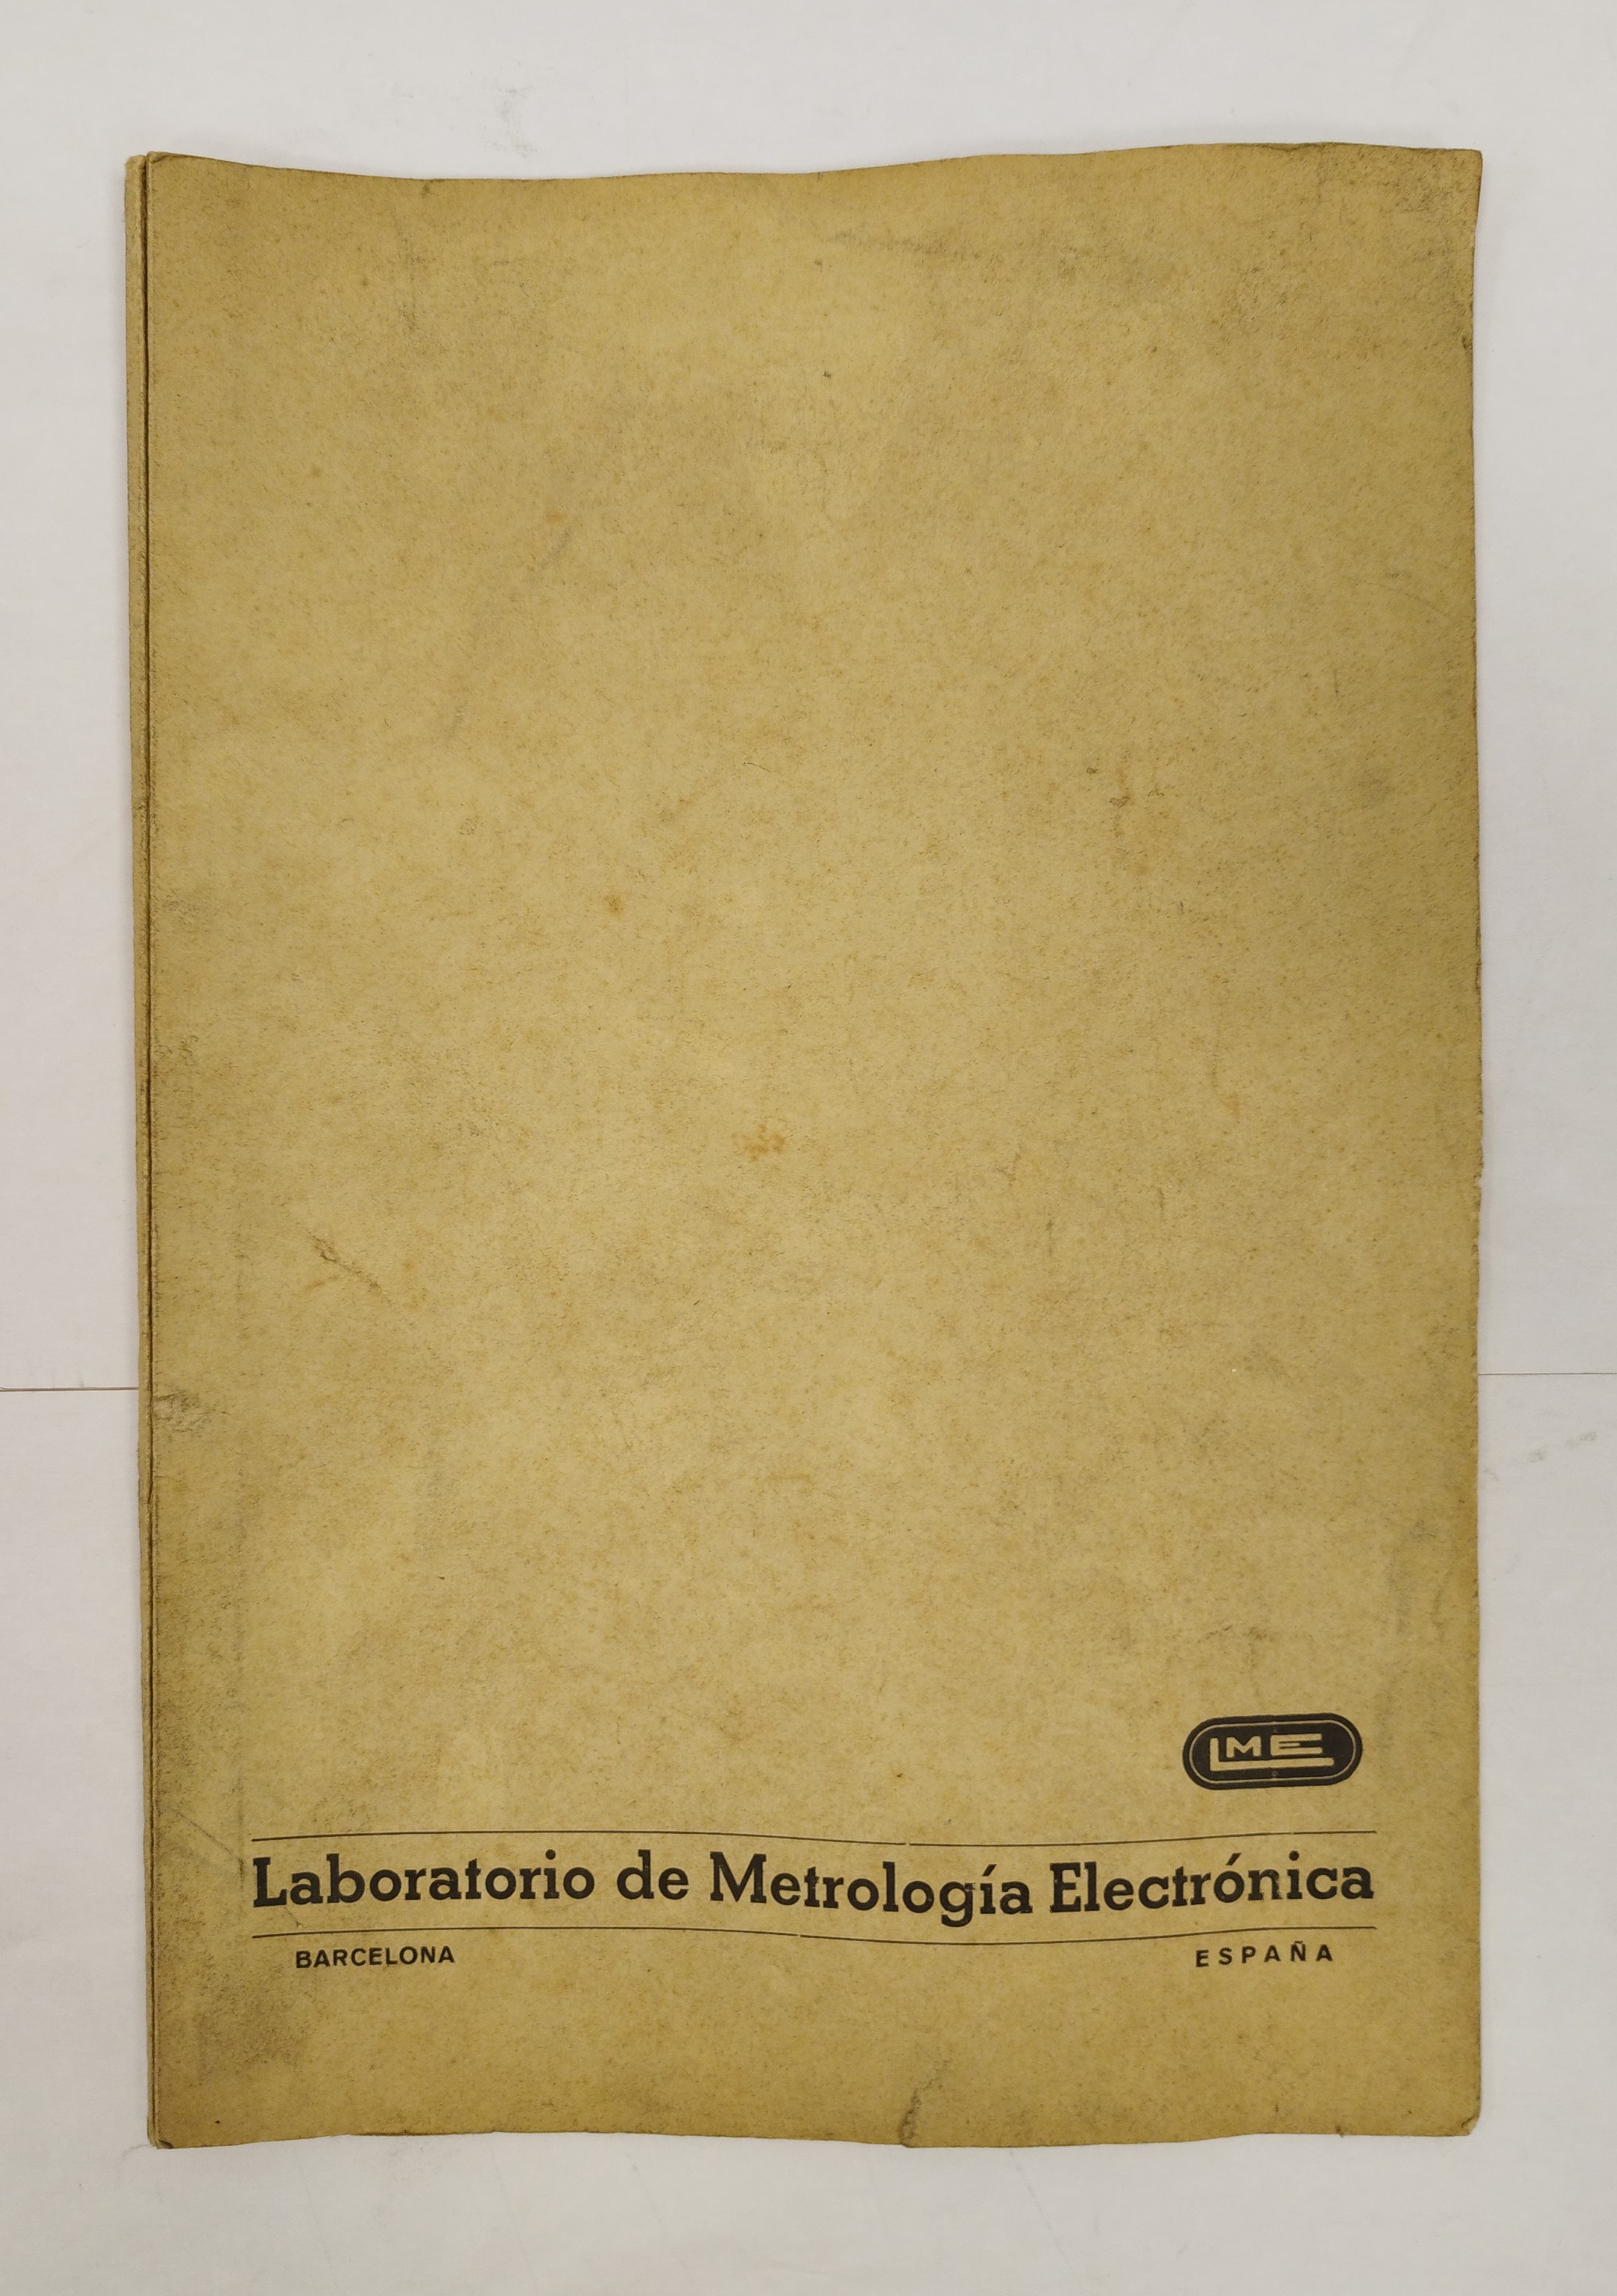 LME
Laboratorio de Metrología Electrónica
BARCELONA ESPAÑA